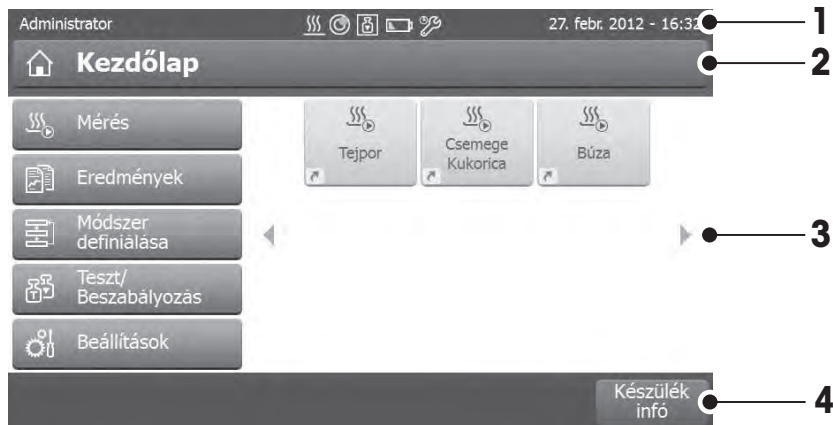 Administrator
27. febr. 2012 - 16:32
1
Kezdőlap
2
Mérés
Eredmények
Módszer
definiálása
Teszt/
Beszabályozás
Beállítások
Tejpor
Csemege
Kukorica
Búza
3
Készülék
infó
4